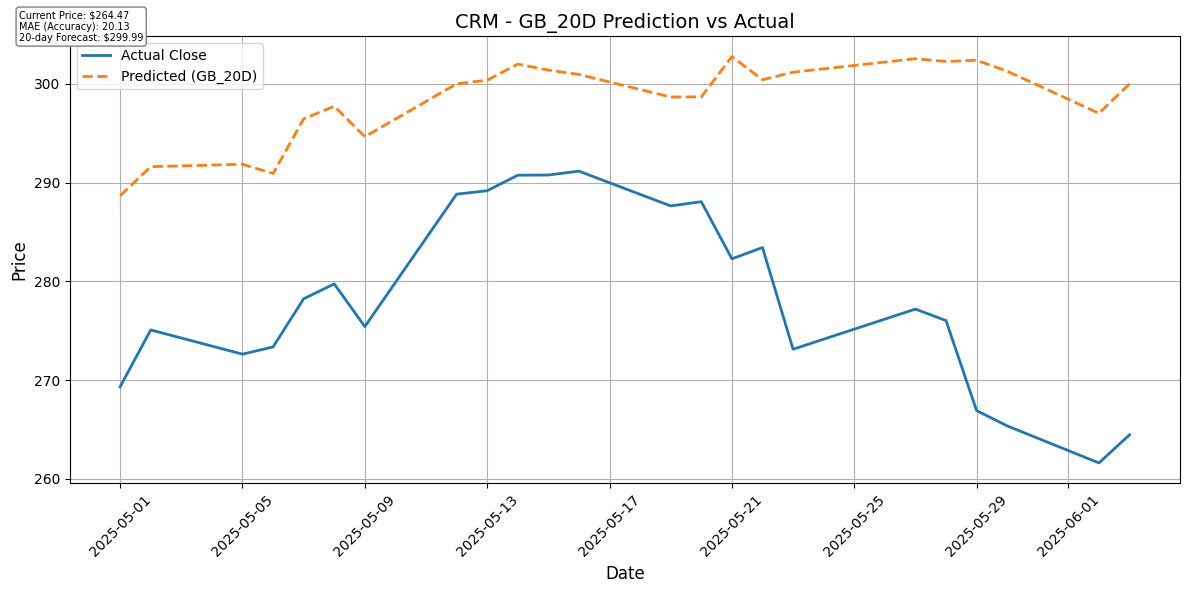 CRM - GB_20D Prediction vs Actual
Current Price: $264.47
MAE (Accuracy): 20.13
20-day Forecast: $299.99
Actual Close
Predicted (GB_20D)
Price
300
290
280
270
260
2025-05-01
2025-05-05
2025-05-09
2025-05-13
2025-05-17
2025-05-21
2025-05-25
2025-05-29
2025-06-01
Date